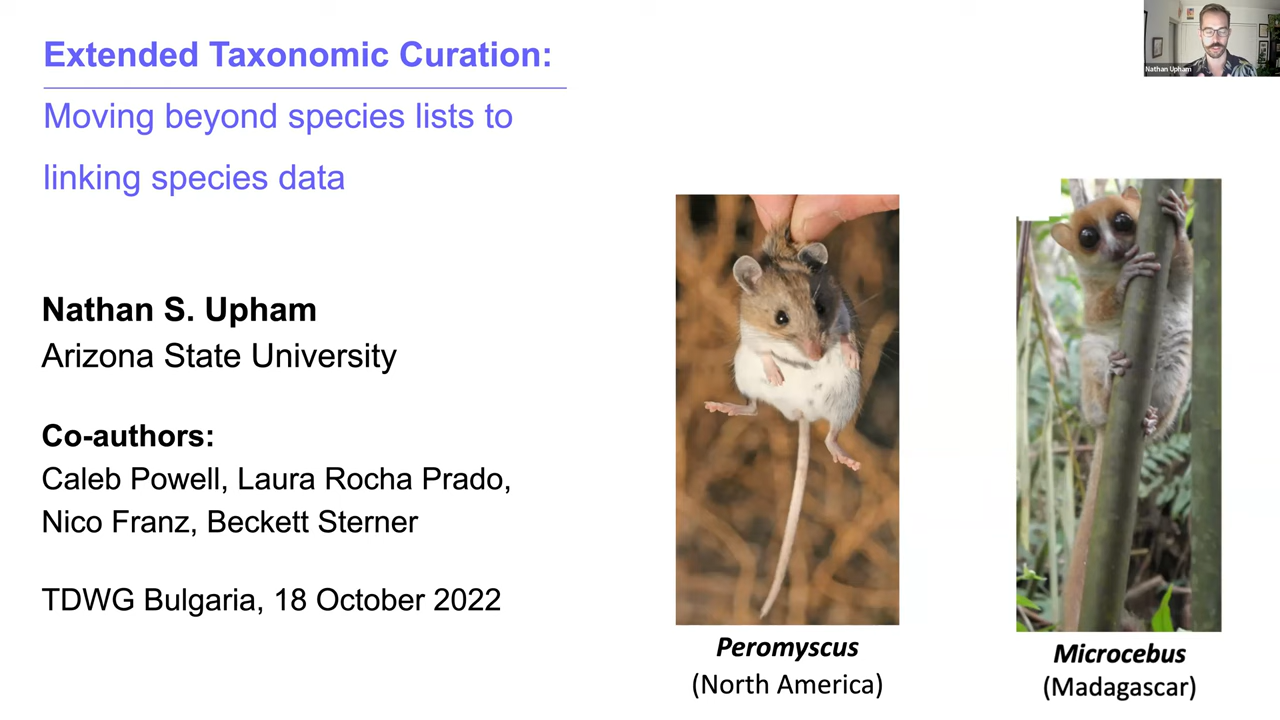 Extended Taxonomic Curation:
Moving beyond species lists to
linking species data
Nathan S. Upham
Arizona State University
Co-authors:
Caleb Powell, Laura Rocha Prado,
Nico Franz, Beckett Sterner
TDWG Bulgaria, 18 October 2022
Nathan Upham
Peromyscus
(North America)
Microcebus
(Madagascar)